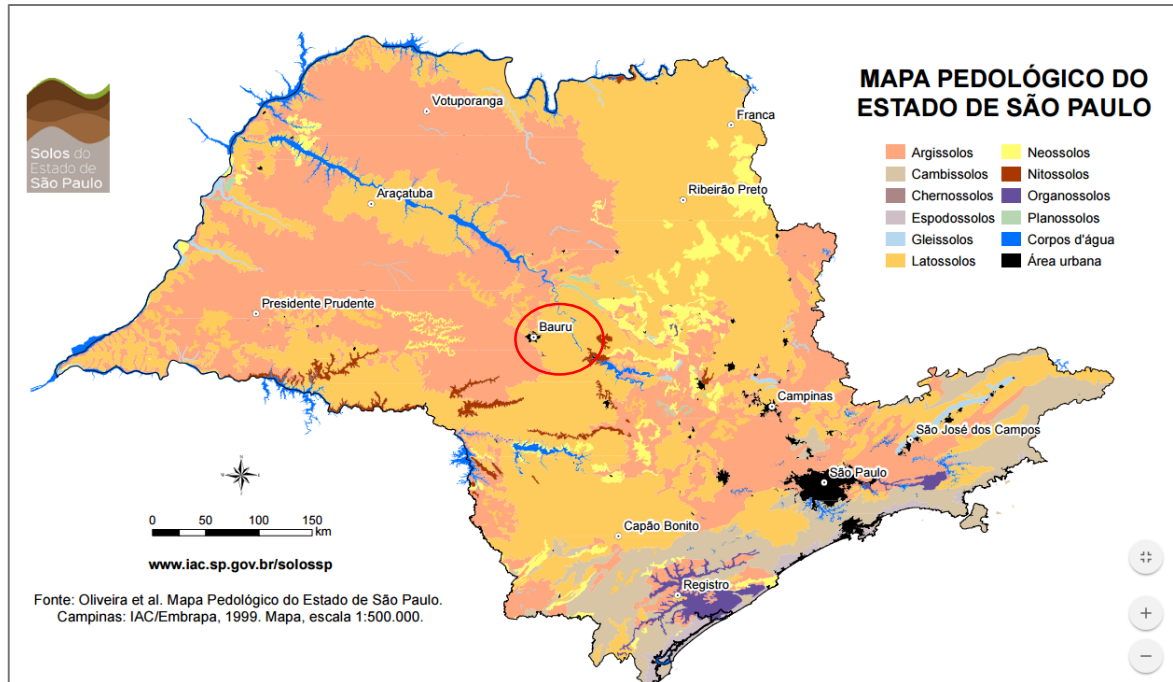 MAPA PEDOLÓGICO DO
ESTADO DE SÃO PAULO
Solos do
Estado de
São Paulo
Argissolos
Cambissolos
Chernossolos
Espodossolos
Gleissolos
Latossolos
Neossolos
Nitossolos
Organossolos
Planossolos
Corpos d'água
Área urbana
Votuporanga
Franca
Araçatuba
Ribeirão Preto
Presidente Prudente
Bauru
Campinas
São José dos Campos
São Paulo
Capão Bonito
Registro
0 50 100 150
km
www.iac.sp.gov.br/solossp
Fonte: Oliveira et al. Mapa Pedológico do Estado de São Paulo.
Campinas: IAC/Embrapa, 1999. Mapa, escala 1:500.000.